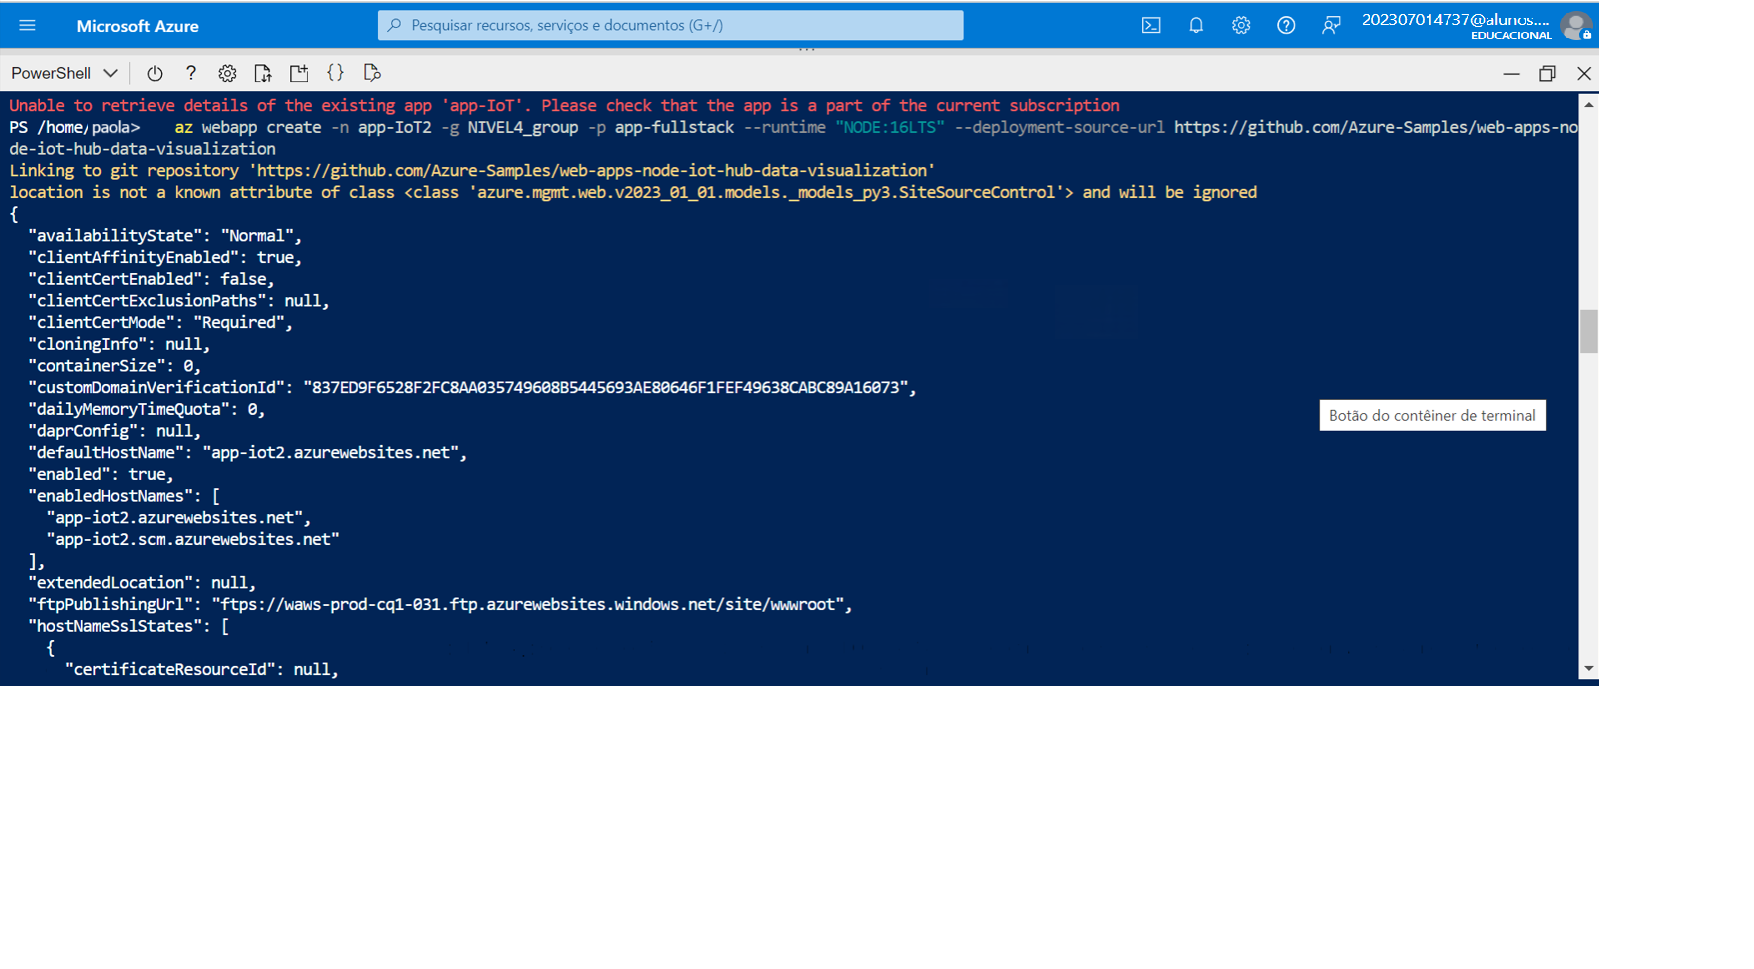 Microsoft Azure
Pesquisar recursos, serviços e documentos (G+/)
202307014737@alunos....
EDUCACIONAL
PowerShell
Unable to retrieve details of the existing app 'app-IoT'. Please check that the app is a part of the current subscription
PS /home/paola>    az webapp create -n app-IoT2 -g NIVEL4_group -p app-fullstack --runtime "NODE:16LTS" --deployment-source-url https://github.com/Azure-Samples/web-apps-no
de-iot-hub-data-visualization
Linking to git repository 'https://github.com/Azure-Samples/web-apps-node-iot-hub-data-visualization'
location is not a known attribute of class <class 'azure.mgmt.web.v2023_01_01.models._models_py3.SiteSourceControl'> and will be ignored
{
  "availabilityState": "Normal",
  "clientAffinityEnabled": true,
  "clientCertEnabled": false,
  "clientCertExclusionPaths": null,
  "clientCertMode": "Required",
  "cloningInfo": null,
  "containerSize": 0,
  "customDomainVerificationId": "837ED9F6528F2FC8AA035749608B5445693AE80646F1FEF49638CABC89A16073",
  "dailyMemoryTimeQuota": 0,
Botão do contêiner de terminal
  "daprConfig": null,
  "defaultHostName": "app-iot2.azurewebsites.net",
  "enabled": true,
  "enabledHostNames": [
    "app-iot2.azurewebsites.net",
    "app-iot2.scm.azurewebsites.net"
  ],
  "extendedLocation": null,
  "ftpPublishingUrl": "ftps://waws-prod-cq1-031.ftp.azurewebsites.windows.net/site/wwwroot",
  "hostNameSslStates": [
    {
      "certificateResourceId": null,